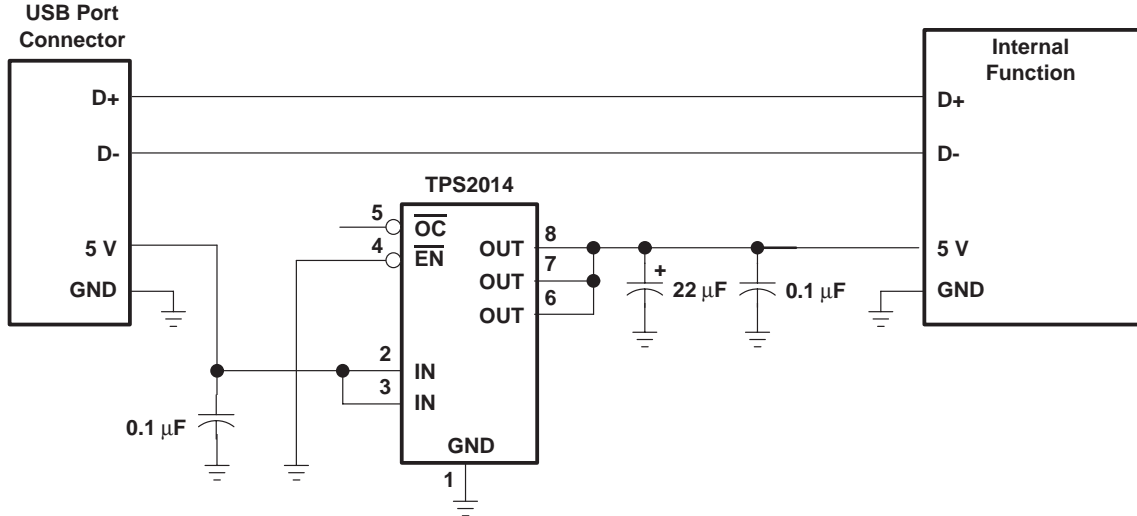 USB Port
Connector
D+
D-
5 V
GND
0.1 μF
TPS2014
5
OC
4
EN
2
IN
3
IN
GND
1
OUT
8
OUT
7
OUT
6
+
22 μF
0.1 μF
Internal
Function
D+
D-
5 V
GND